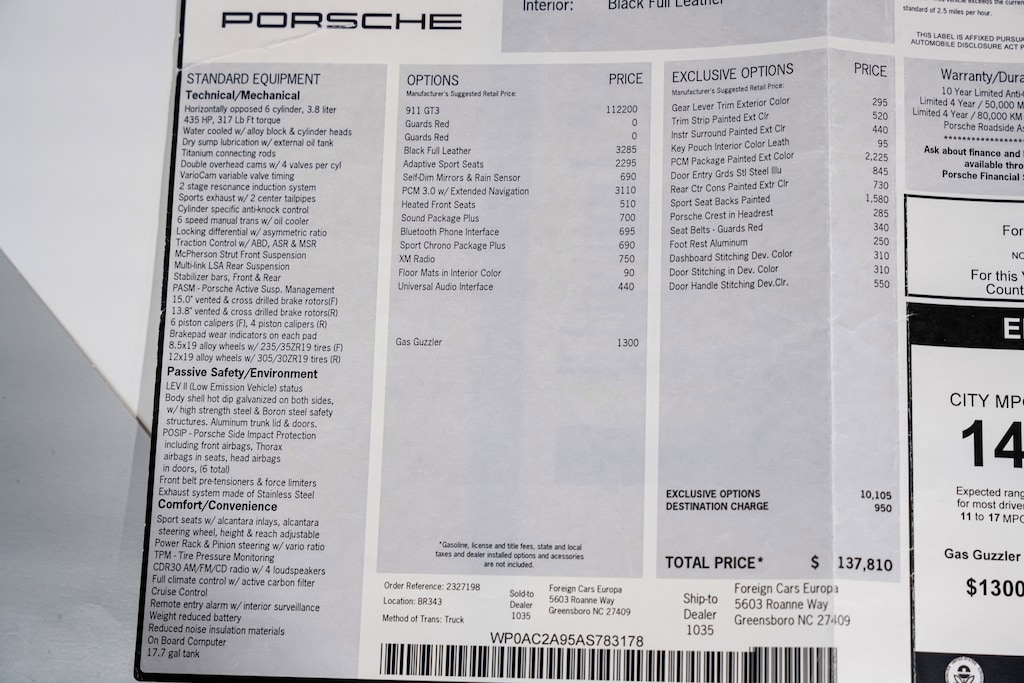 PORSCHE
Interior: Black Full Leather
standard of 2.5 miles per hour.
THIS LABEL IS AFFIXED
AUTOMOBILE DISCLOSURE ACT
STANDARD EQUIPMENT
Technical/Mechanical
Horizontally opposed 6 cylinder, 3.8 liter
435 HP, 317 Lb Ft torque
Water cooled w/ alloy block & cylinder heads
Dry sump lubrication w/ external oil tank
Titanium connecting rods
Double overhead cams w/ 4 valves per cyl
VarioCam variable valve timing
2 stage resonance induction system
Sports exhaust w/ 2 center tailpipes
Cylinder specific anti-knock control
6 speed manual trans w/ oil cooler
Locking differential w/ asymmetric ratio
Traction Control w/ ABD, ASR & MSR
McPherson Strut Front Suspension
Multi-link LSA Rear Suspension
Stabilizer bars, Front & Rear
PASM - Porsche Active Susp. Management
15.0" vented & cross drilled brake rotors(F)
13.8" vented & cross drilled brake rotors(R)
6 piston calipers (F), 4 piston calipers (R)
Brakepad wear indicators on each pad
8.5x19 alloy wheels w/ 235/35ZR19 tires (F)
12x19 alloy wheels w/ 305/30ZR19 tires (R)
Passive Safety/Environment
LEV II (Low Emission Vehicle) status
Body shell hot dip galvanized on both sides,
w/ high strength steel & Boron steel safety
structures. Aluminum trunk lid & doors.
POSIP - Porsche Side Impact Protection
including front airbags, Thorax
airbags in seats, head airbags
in doors, (6 total)
Front belt pre-tensioners & force limiters
Exhaust system made of Stainless Steel
Comfort/Convenience
Sport seats w/ alcantara inlays, alcantara
steering wheel, height & reach adjustable
Power Rack & Pinion steering w/ vario ratio
TPM - Tire Pressure Monitoring
CDR30 AM/FM/CD radio w/ 4 loudspeakers
Full climate control w/ active carbon filter
Cruise Control
Remote entry alarm w/ interior surveillance
Weight reduced battery
Reduced noise insulation materials
On Board Computer
17.7 gal tank
OPTIONS PRICE
Manufacturer's Suggested Retail Price:
911 GT3 112200
Guards Red 0
Guards Red 0
Black Full Leather 3285
Adaptive Sport Seats 2295
Self-Dim Mirrors & Rain Sensor 690
PCM 3.0 w/ Extended Navigation 3110
Heated Front Seats 510
Sound Package Plus 700
Bluetooth Phone Interface 695
Sport Chrono Package Plus 690
XM Radio 750
Floor Mats in Interior Color 90
Universal Audio Interface 440
Gas Guzzler 1300
*Gasoline, license and title fees, state and local
taxes and dealer installed options and acessories
are not included.
EXCLUSIVE OPTIONS PRICE
Manufacturer's Suggested Retail Price:
Gear Lever Trim Exterior Color 295
Trim Strip Painted Ext Clr 520
Instr Surround Painted Ext Clr 440
Key Pouch Interior Color Leath 95
PCM Package Painted Ext Color 2,225
Door Entry Grds Stl Steel Illu 845
Rear Ctr Cons Painted Extr Clr 730
Sport Seat Backs Painted 1,580
Porsche Crest in Headrest 285
Seat Belts - Guards Red 340
Foot Rest Aluminum 250
Dashboard Stitching Dev. Color 310
Door Stitching in Dev. Color 310
Door Handle Stitching Dev.Clr. 550
EXCLUSIVE OPTIONS 10,105
DESTINATION CHARGE 950
TOTAL PRICE* $ 137,810
Order Reference: 2327198
Location: BR343
Method of Trans: Truck
Sold-to
Dealer
1035
Foreign Cars Europa
5603 Roanne Way
Greensboro NC 27409
Ship-to
Dealer
1035
Foreign Cars Europa
5603 Roanne Way
Greensboro NC 27409
WP0AC2A95AS783178
10 Year Limited
Limited 4 Year / 50,000
Limited 4 Year / 80,000 KM
Porsche Roadside
********************
Ask about finance and
available
Porsche Financial
For this
CITY
14
Expected
for most
11 to 17
Gas Guzzler
$1300